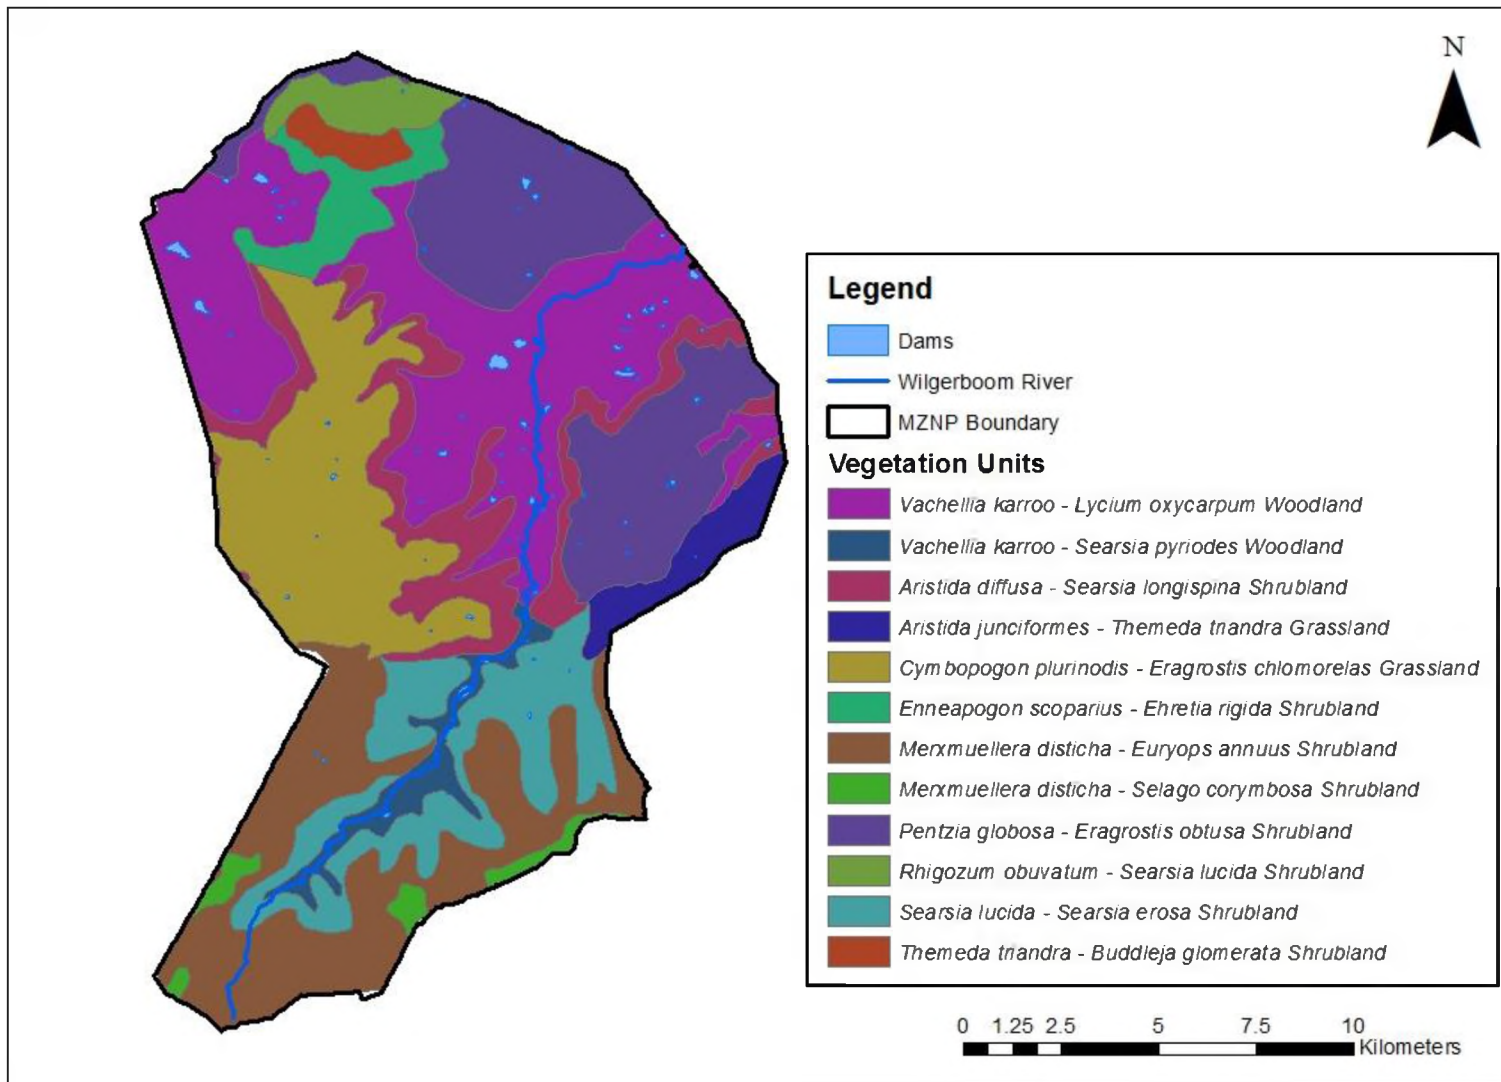 N
Legend
Dams
Wilgerboom River
MZNP Boundary
Vegetation Units
Vachellia karroo - Lycium oxycarpum Woodland
Vachellia karroo - Searsia pyriodes Woodland
Aristida diffusa - Searsia longispina Shrubland
Aristida junciformes - Themeda triandra Grassland
Cymbopogon plurinodis - Eragrostis chlomorelas Grassland
Enneapogon scoparius - Ehretia rigida Shrubland
Merxmuellera disticha - Euryops annuus Shrubland
Merxmuellera disticha - Selago corymbosa Shrubland
Pentzia globosa - Eragrostis obtusa Shrubland
Rhigozum obuvatum - Searsia lucida Shrubland
Searsia lucida - Searsia erosa Shrubland
Themeda triandra - Buddleja glomerata Shrubland
0 1.25 2.5 5 7.5 10
Kilometers